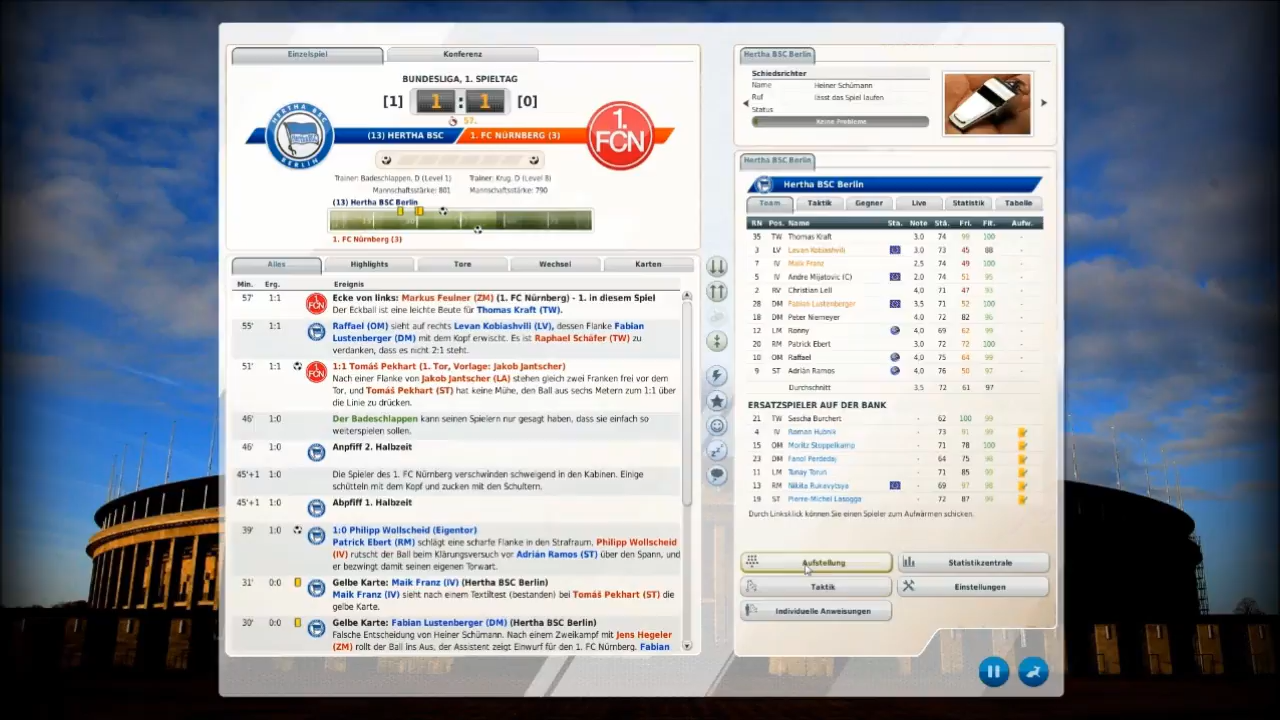 Einzelspiel Konferenz
BUNDESLIGA, 1. SPIELTAG
[1] 1 : 1 [0]
57.
HERTHA BSC BERLIN
(13) HERTHA BSC 1. FC NÜRNBERG (3)
1. FCN
Trainer: Badeschlappen, D (Level 1) Trainer: Krug, D (Level 8)
Mannschaftsstärke: 801 Mannschaftsstärke: 790
(13) Hertha BSC Berlin
1. FC Nürnberg (3)
Alles Highlights Tore Wechsel Karten
Min. Erg. Ereignis
57' 1:1 Ecke von links: Markus Feulner (ZM) (1. FC Nürnberg) - 1. in diesem Spiel
Der Eckball ist eine leichte Beute für Thomas Kraft (TW).
55' 1:1 Raffael (OM) sieht auf rechts Levan Kobiashvili (LV), dessen Flanke Fabian
Lustenberger (DM) mit dem Kopf erwischt. Es ist Raphael Schäfer (TW) zu
verdanken, dass es nicht 2:1 steht.
51' 1:1 1:1 Tomáš Pekhart (1. Tor, Vorlage: Jakob Jantscher)
Nach einer Flanke von Jakob Jantscher (LA) stehen gleich zwei Franken frei vor dem
Tor, und Tomáš Pekhart (ST) hat keine Mühe, den Ball aus sechs Metern zum 1:1 über
die Linie zu drücken.
46' 1:0 Der Badeschlappen kann seinen Spielern nur gesagt haben, dass sie einfach so
weiterspielen sollen.
46' 1:0 Anpfiff 2. Halbzeit
45'+1 1:0 Die Spieler des 1. FC Nürnberg verschwinden schweigend in den Kabinen. Einige
schütteln mit dem Kopf und zucken mit den Schultern.
45'+1 1:0 Abpfiff 1. Halbzeit
39' 1:0 1:0 Philipp Wollscheid (Eigentor)
Patrick Ebert (RM) schlägt eine scharfe Flanke in den Strafraum. Philipp Wollscheid
(IV) rutscht der Ball beim Klärungsversuch vor Adrián Ramos (ST) über den Spann, und
er bezwingt damit seinen eigenen Torwart.
31' 0:0 Gelbe Karte: Maik Franz (IV) (Hertha BSC Berlin)
Maik Franz (IV) sieht nach einem Textiltest (bestanden) bei Tomáš Pekhart (ST) die
gelbe Karte.
30' 0:0 Gelbe Karte: Fabian Lustenberger (DM) (Hertha BSC Berlin)
Falsche Entscheidung von Heiner Schümann. Nach einem Zweikampf mit Jens Hegeler
(ZM) rollt der Ball ins Aus, der Assistent zeigt Einwurf für den 1. FC Nürnberg. Fabian
Hertha BSC Berlin
Schiedsrichter
Name Heiner Schümann
Ruf lässt das Spiel laufen
Status
Keine Probleme
Hertha BSC Berlin
Hertha BSC Berlin
Team Taktik Gegner Live Statistik Tabelle
RN Pos. Name Sta. Note Stä. Fri. Fit. Aufw.
35 TW Thomas Kraft 3,0 74 99 100 -
3 LV Levan Kobiashvili 3,0 73 45 88 -
7 IV Maik Franz 2,5 74 49 100 -
5 IV Andre Mijatovic (C) 2,0 74 51 95 -
2 RV Christian Lell 4,0 71 47 93 -
28 DM Fabian Lustenberger 3,5 71 52 100 -
18 DM Peter Niemeyer 4,0 72 82 96 -
12 LM Ronny 4,0 69 62 99 -
20 RM Patrick Ebert 3,0 72 72 100 -
10 OM Raffael 4,0 75 64 99 -
9 ST Adrián Ramos 4,0 76 50 97 -
Durchschnitt 3,5 72 61 97
ERSATZSPIELER AUF DER BANK
21 TW Sascha Burchert - 62 100 99
4 IV Roman Hubnik - 73 91 99
15 OM Moritz Stoppelkamp - 71 78 100
23 DM Fanol Perdedaj - 64 75 98
11 LM Tunay Torun - 71 85 99
13 RM Nikita Rukavytsya - 69 97 98
19 ST Pierre-Michel Lasogga - 72 87 99
Durch Linksklick können Sie einen Spieler zum Aufwärmen schicken.
Aufstellung Statistikzentrale
Taktik Einstellungen
Individuelle Anweisungen